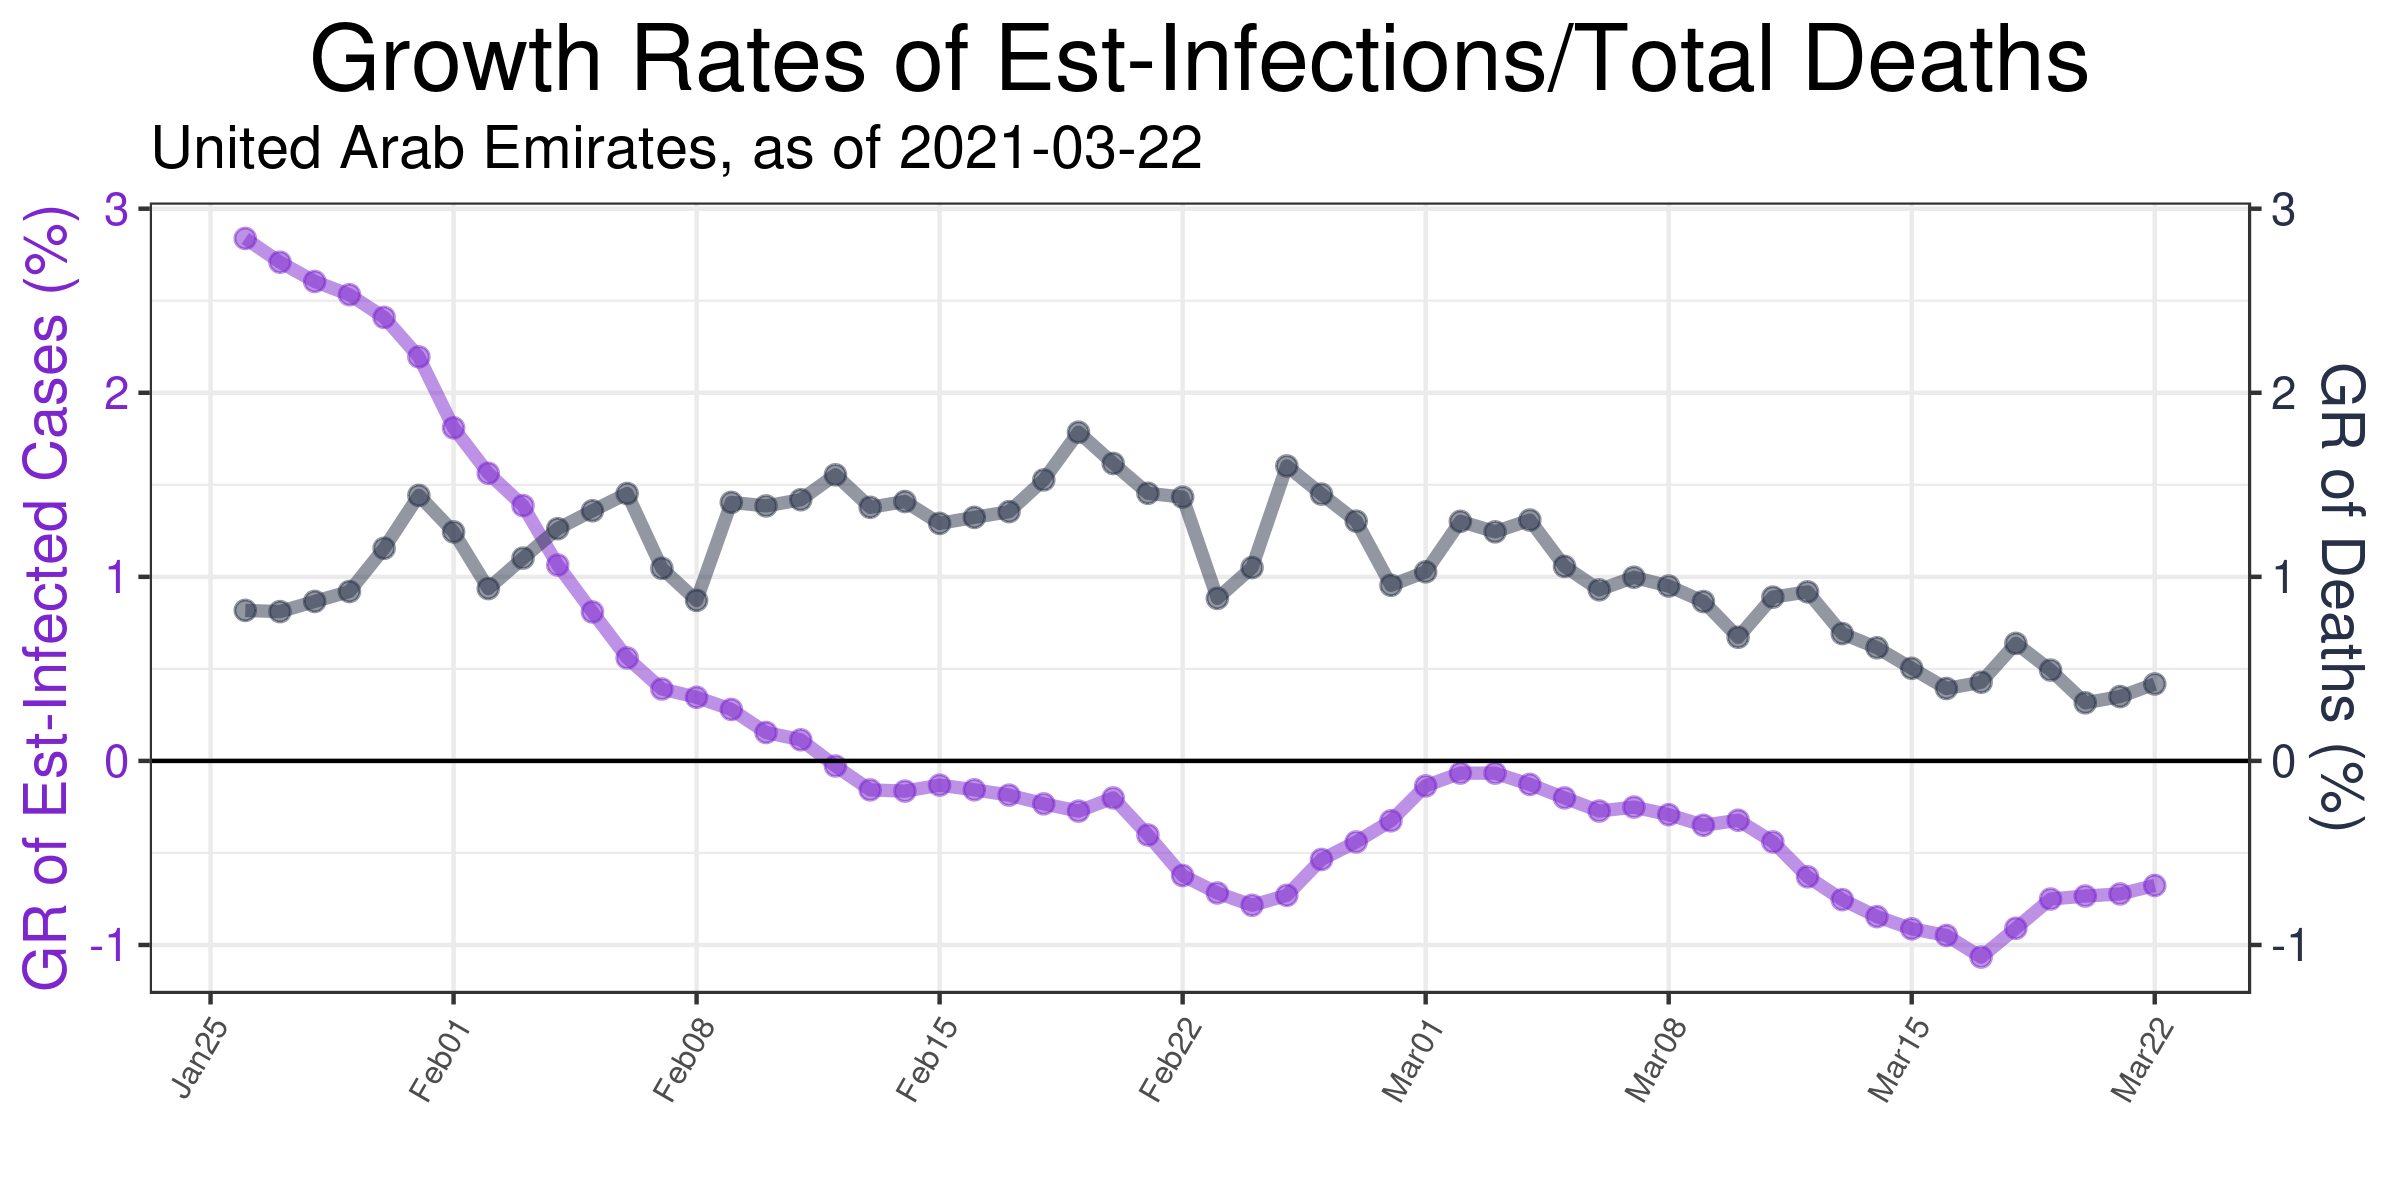 Growth Rates of Est-Infections/Total Deaths
United Arab Emirates, as of 2021-03-22
GR of Est-Infected Cases (%)
3
2
1
0
-1
3
2
1
0
-1
GR of Deaths (%)
Jan25
Feb01
Feb08
Feb15
Feb22
Mar01
Mar08
Mar15
Mar22